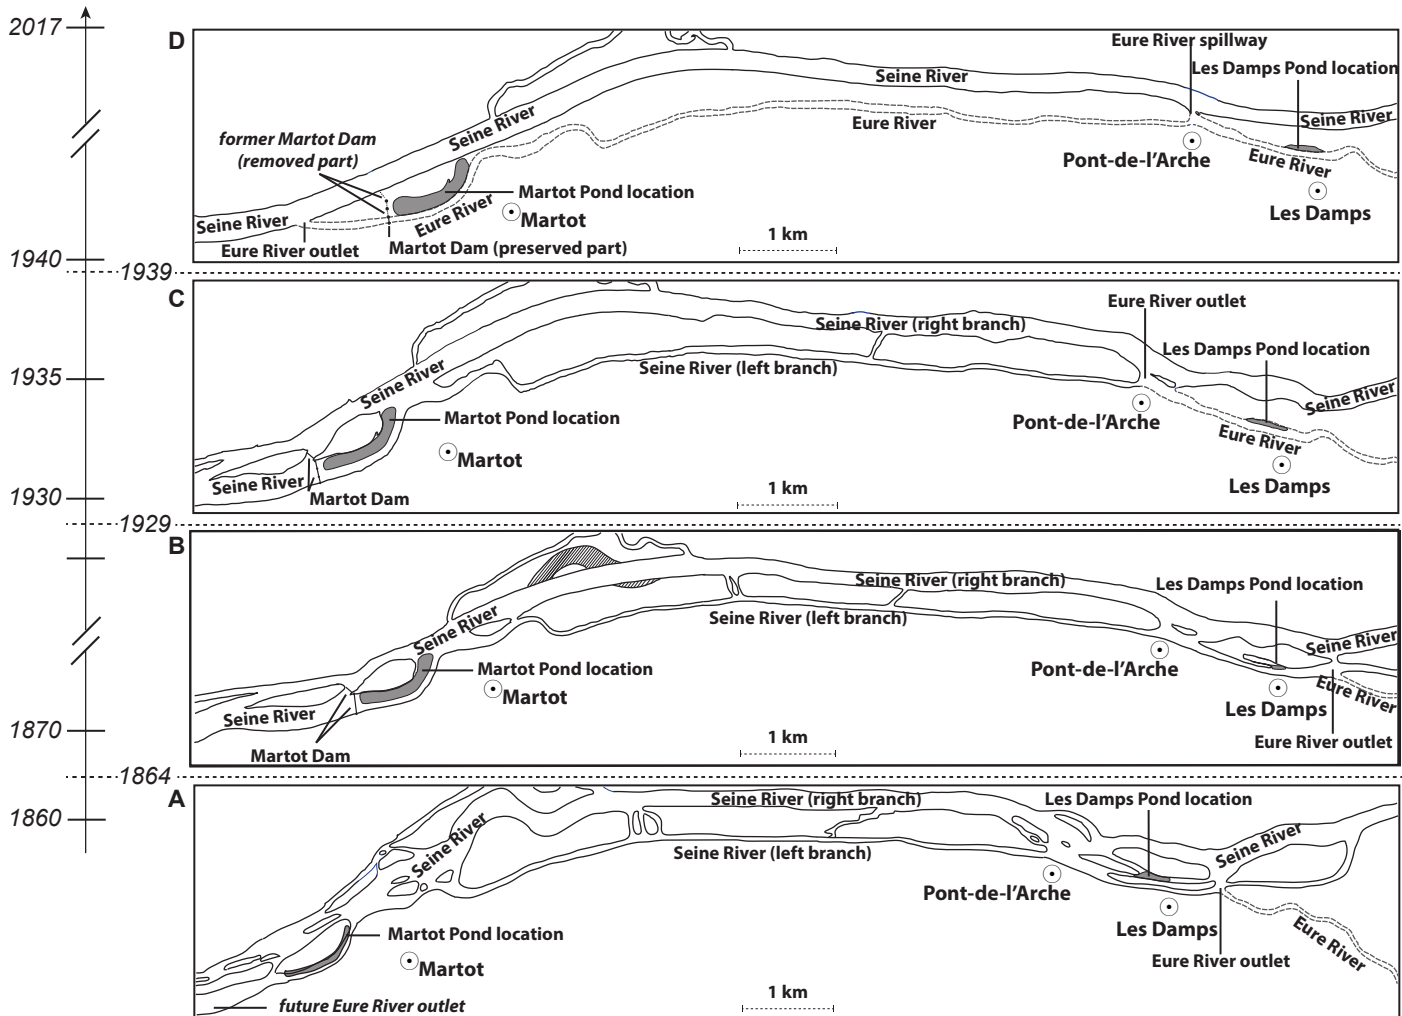 2017
1940
1939
1935
1930
1929
1870
1864
1860
D
Eure River spillway
Les Damps Pond location
Seine River
Seine River
Seine River
Eure River
former Martot Dam
(removed part)
Pont-de-l'Arche
Eure River
Martot Pond location
Les Damps
Eure River
Martot
Seine River
Eure River outlet
Martot Dam (preserved part)
1 km
C
Eure River outlet
Seine River (right branch)
Les Damps Pond location
Seine River (left branch)
Seine River
Seine River
Martot Pond location
Pont-de-l'Arche
Eure River
Martot
Seine River
Les Damps
Martot Dam
1 km
B
Seine River (right branch)
Les Damps Pond location
Seine River (left branch)
Seine River
Seine River
Martot Pond location
Pont-de-l'Arche
Martot
Eure River
Les Damps
Seine River
Eure River outlet
Martot Dam
1 km
A
Seine River (right branch)
Les Damps Pond location
Seine River
Seine River
Seine River (left branch)
Pont-de-l'Arche
Martot Pond location
Les Damps
Eure River
Martot
Eure River outlet
1 km
future Eure River outlet